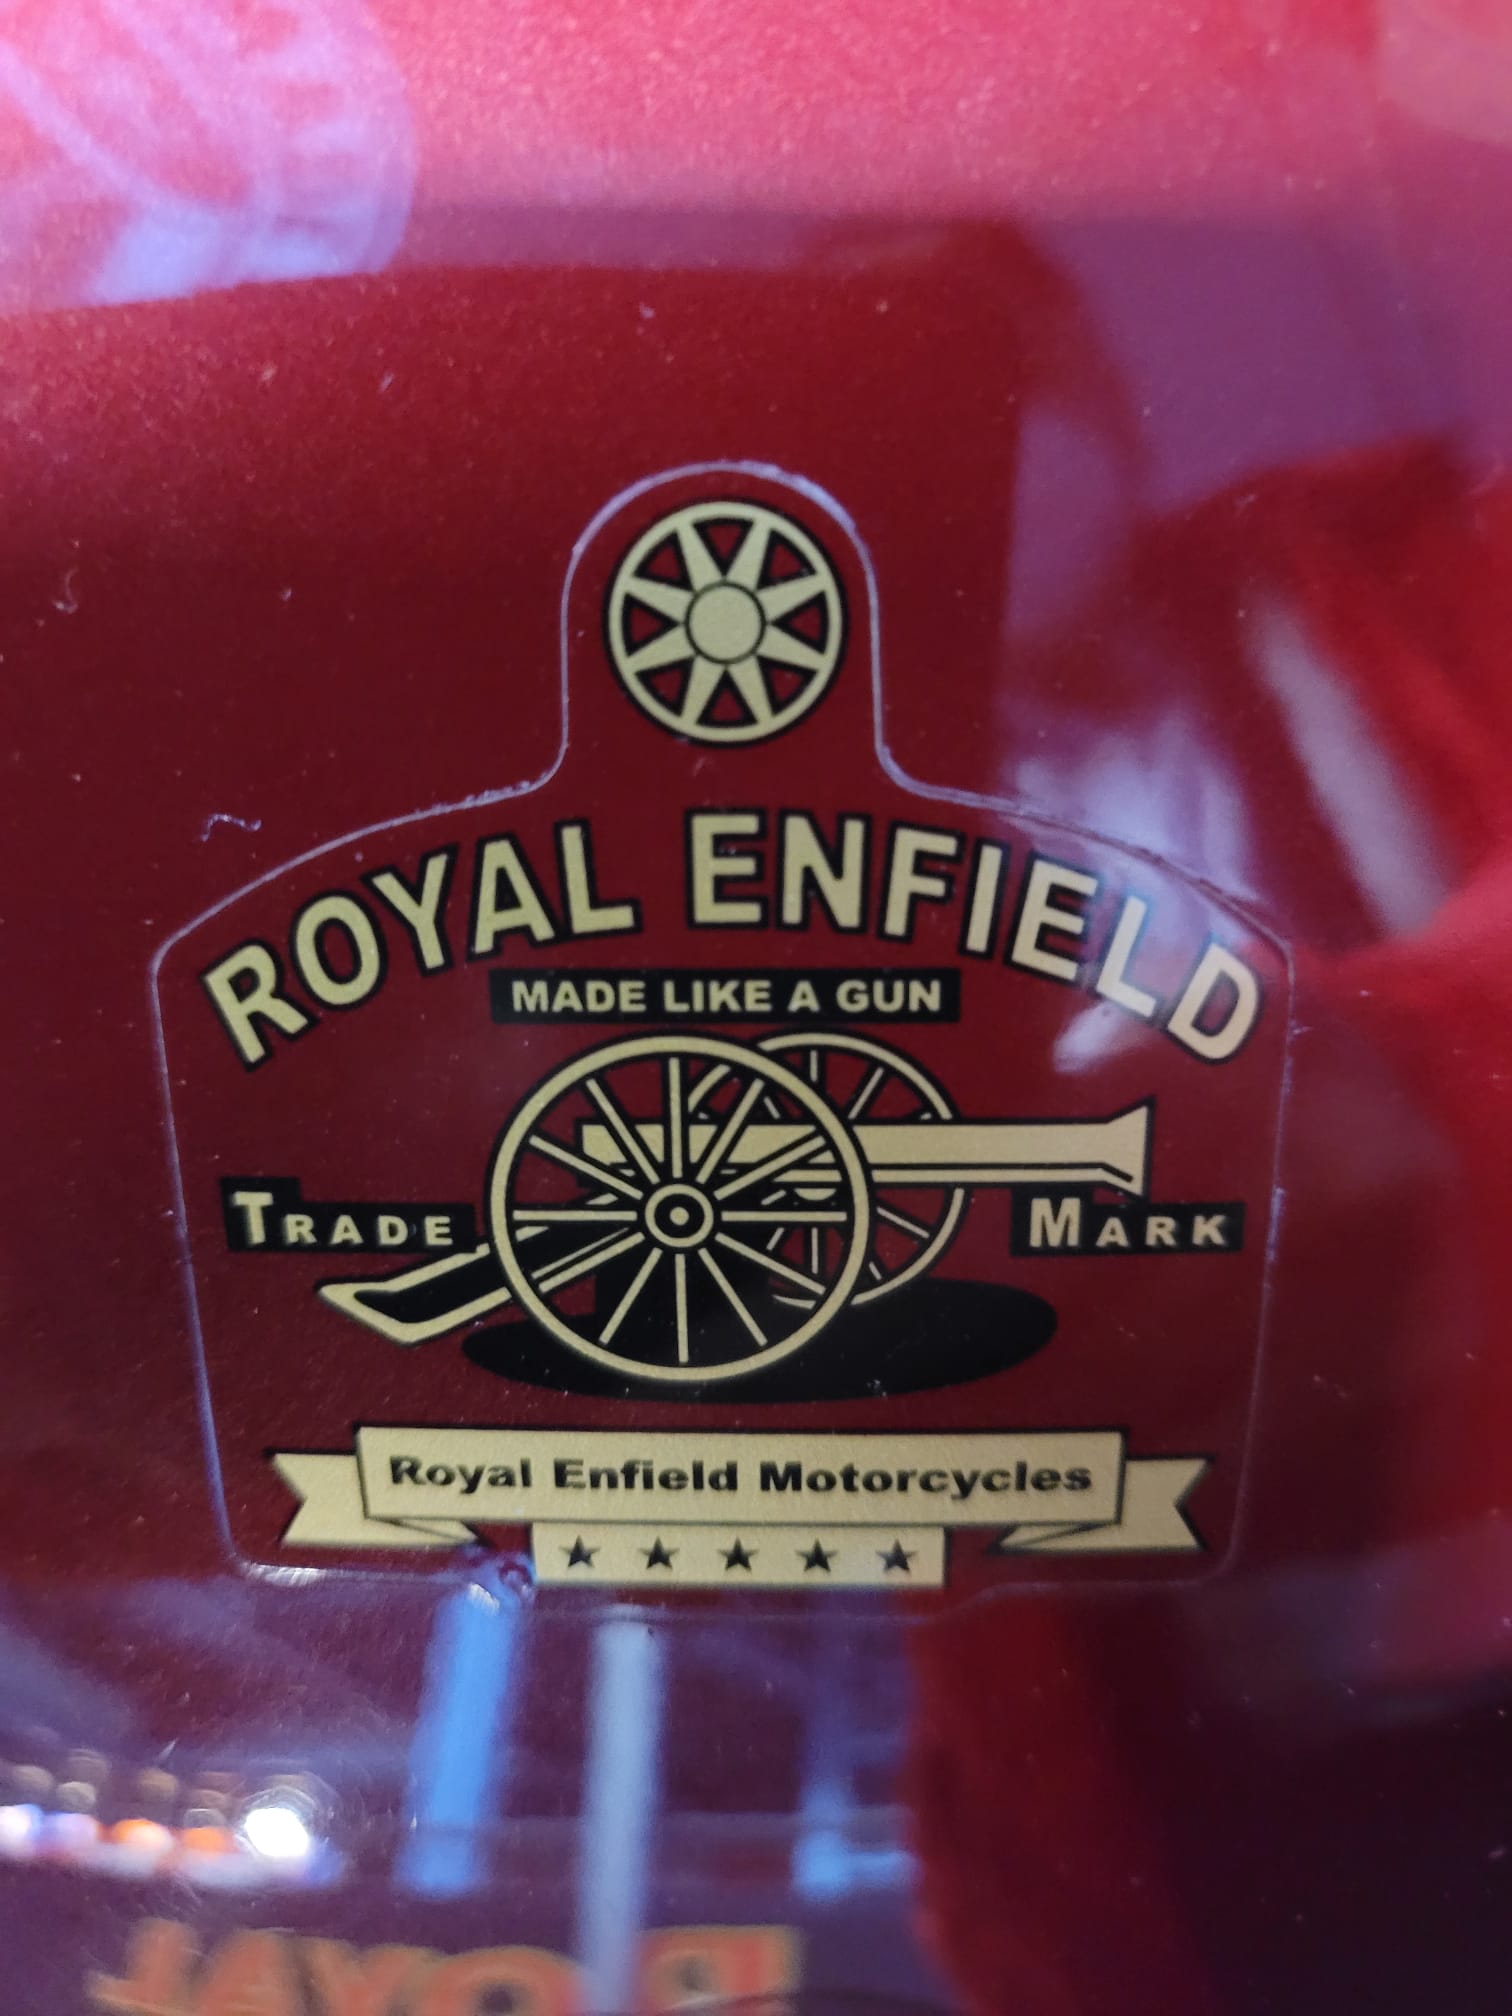 ROYAL ENFIELD
MADE LIKE A GUN
TRADE MARK
Royal Enfield Motorcycles